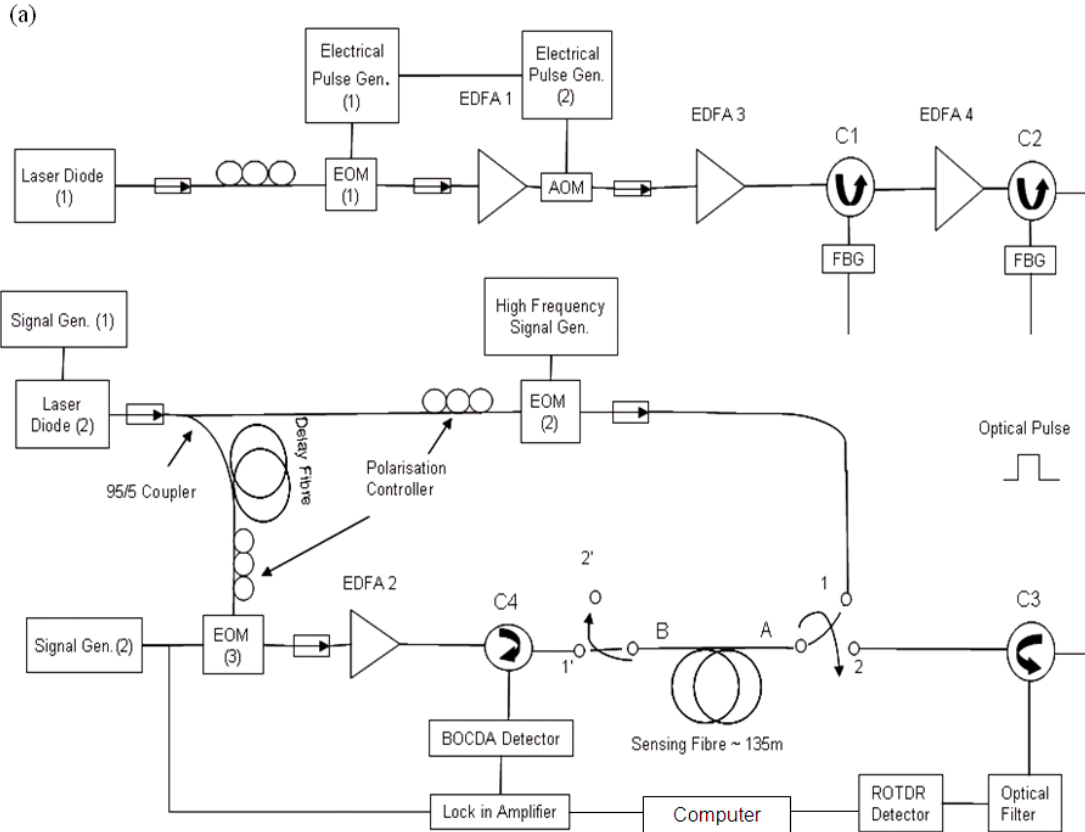 (a)
Electrical
Pulse Gen.
(1)
Electrical
Pulse Gen.
(2)
EDFA 1
EDFA 3
EDFA 4
C1
C2
Laser Diode
(1)
EOM
(1)
AOM
FBG
FBG
Signal Gen. (1)
High Frequency
Signal Gen.
Laser
Diode (2)
EOM
(2)
Optical Pulse
95/5 Coupler
Delay Fibre
Polarisation
Controller
EDFA 2
2'
1
C4
C3
Signal Gen. (2)
EOM
(3)
B
A
1'
2
BOCDA Detector
Sensing Fibre ~ 135m
Lock in Amplifier
Computer
ROTDR
Detector
Optical
Filter